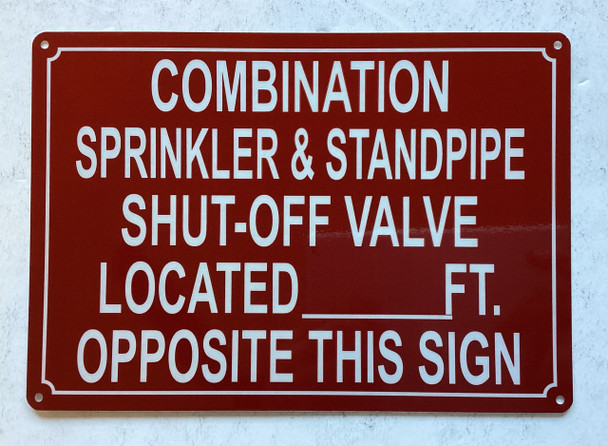 COMBINATION
SPRINKLER & STANDPIPE
SHUT-OFF VALVE
LOCATED______FT.
OPPOSITE THIS SIGN